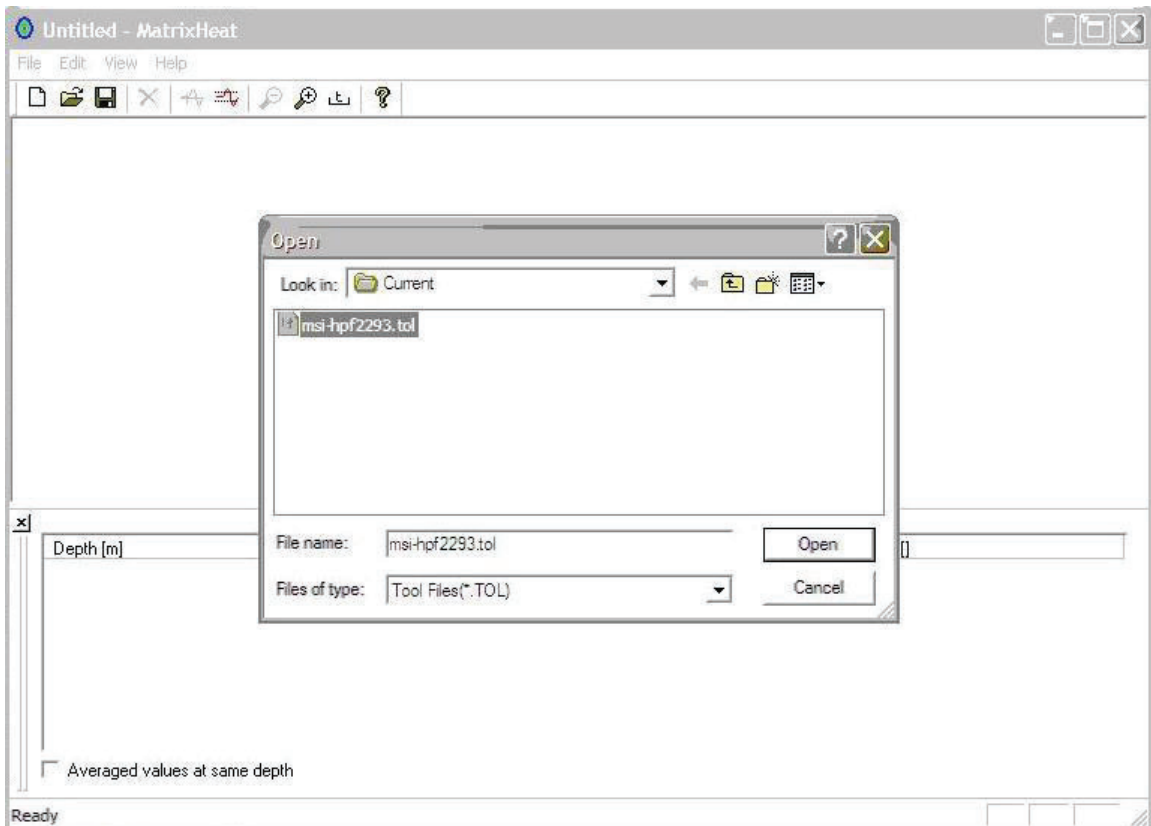 Untitled - MatrixHeat
File Edit View Help
Open
Look in: Current
msi-hpf2293.tol
File name: msi-hpf2293.tol Open
Files of type: Tool Files(*.TOL) Cancel
Depth [m] []
Averaged values at same depth
Ready